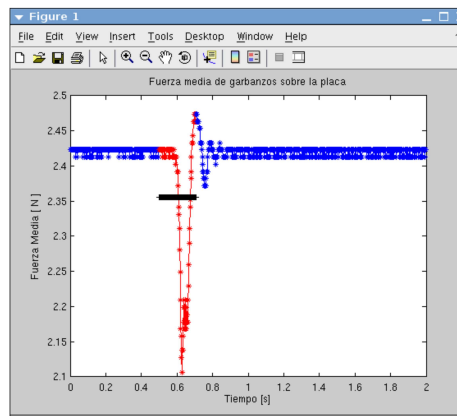 Figure 1
File Edit View Insert Tools Desktop Window Help
Fuerza media de garbanzos sobre la placa
2.5
2.45
2.4
2.35
2.3
2.25
2.2
2.15
2.1
Fuerza Media [ N ]
0 0.2 0.4 0.6 0.8 1 1.2 1.4 1.6 1.8 2
Tiempo [s]